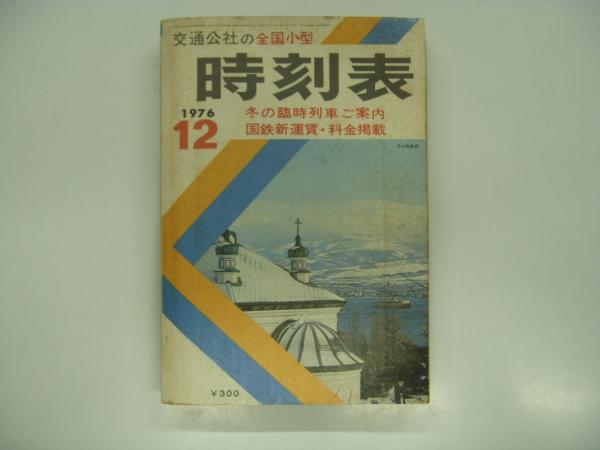 交通公社の全国小型
時刻表
1976
12
冬の臨時列車ご案内
国鉄新運賃・料金掲載
¥300